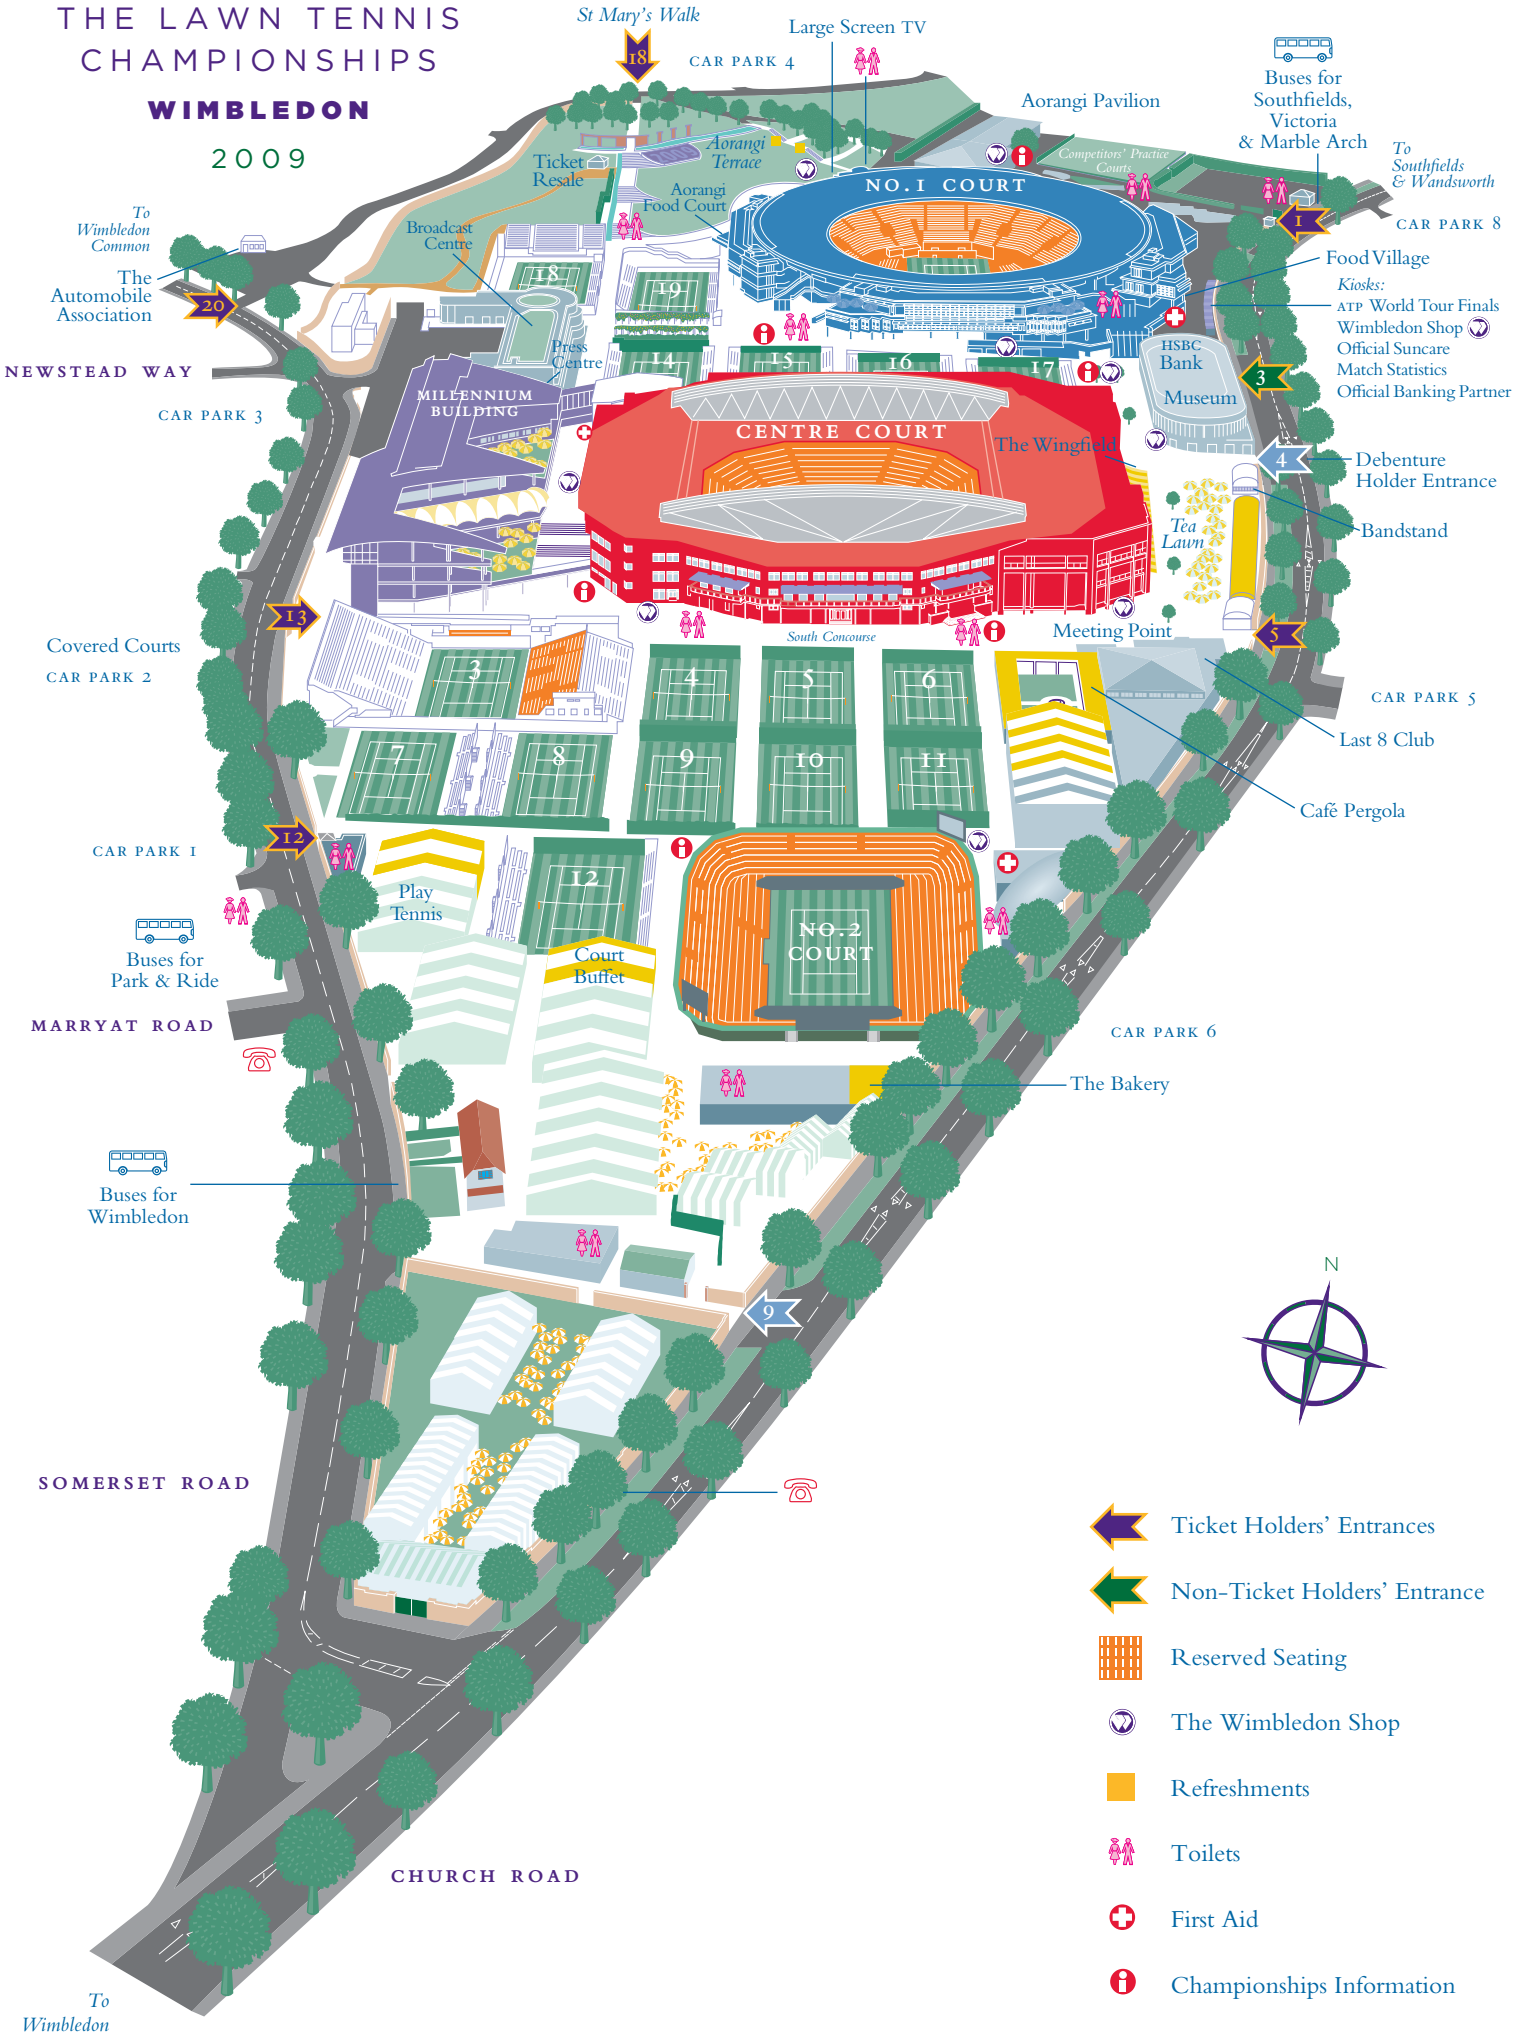 THE LAWN TENNIS
CHAMPIONSHIPS
WIMBLEDON
2009
St Mary's Walk
18
CAR PARK 4
Large Screen TV
Aorangi Pavilion
Buses for
Southfields,
Victoria
& Marble Arch
To
Southfields
& Wandsworth
Ticket
Resale
Aorangi
Terrace
Competitors' Practice
Courts
Aorangi
Food Court
NO.1 COURT
1
CAR PARK 8
To
Wimbledon
Common
Broadcast
Centre
The
Automobile
Association
20
18
19
Food Village
Kiosks:
ATP World Tour Finals
Wimbledon Shop
Official Suncare
Match Statistics
Official Banking Partner
Press
Centre
14
15
16
17
HSBC
Bank
Museum
3
NEWSTEAD WAY
CAR PARK 3
MILLENNIUM
BUILDING
CENTRE COURT
The Wingfield
4
Debenture
Holder Entrance
Bandstand
Tea
Lawn
13
South Concourse
Meeting Point
5
Covered Courts
CAR PARK 2
3
4
5
6
CAR PARK 5
Last 8 Club
7
8
9
10
11
Café Pergola
12
CAR PARK 1
Play
Tennis
12
NO.2
COURT
Court
Buffet
Buses for
Park & Ride
MARRYAT ROAD
CAR PARK 6
The Bakery
Buses for
Wimbledon
N
9
SOMERSET ROAD
Ticket Holders' Entrances
Non-Ticket Holders' Entrance
Reserved Seating
The Wimbledon Shop
Refreshments
Toilets
First Aid
Championships Information
CHURCH ROAD
To
Wimbledon